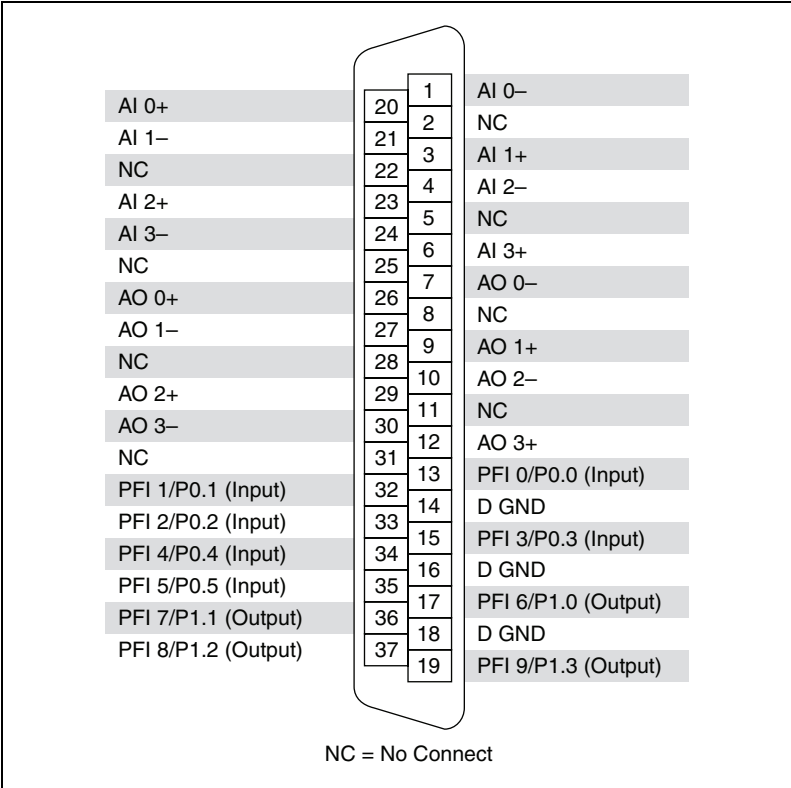 AI 0+ 20 1 AI 0–
AI 1– 21 2 NC
NC 22 3 AI 1+
AI 2+ 23 4 AI 2–
AI 3– 24 5 NC
NC 25 6 AI 3+
AO 0+ 26 7 AO 0–
AO 1– 27 8 NC
NC 28 9 AO 1+
AO 2+ 29 10 AO 2–
AO 3– 30 11 NC
NC 31 12 AO 3+
PFI 1/P0.1 (Input) 32 13 PFI 0/P0.0 (Input)
PFI 2/P0.2 (Input) 33 14 D GND
PFI 4/P0.4 (Input) 34 15 PFI 3/P0.3 (Input)
PFI 5/P0.5 (Input) 35 16 D GND
PFI 7/P1.1 (Output) 36 17 PFI 6/P1.0 (Output)
PFI 8/P1.2 (Output) 37 18 D GND
19 PFI 9/P1.3 (Output)
NC = No Connect